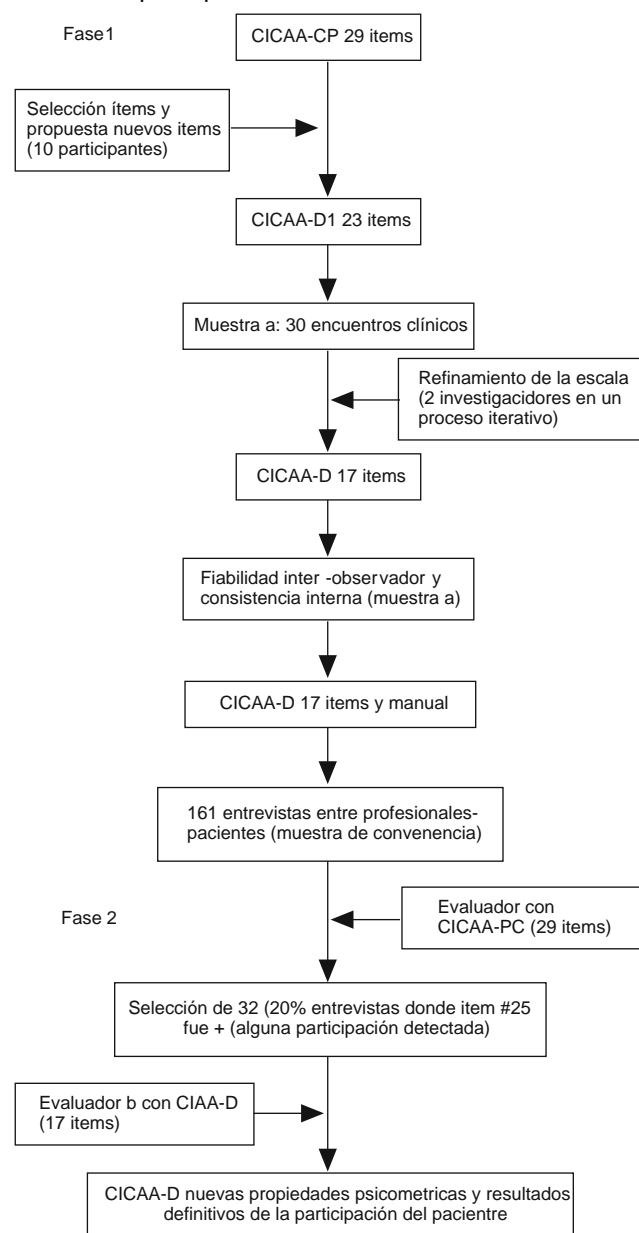 Fase1
CICAA-CP 29 items
Selección ítems y
propuesta nuevos items
(10 participantes)
CICAA-D1 23 items
Muestra a: 30 encuentros clínicos
Refinamiento de la escala
(2 investigacidores en un
proceso iterativo)
CICAA-D 17 items
Fiabilidad inter -observador y
consistencia interna (muestra a)
CICAA-D 17 items y manual
161 entrevistas entre profesionales-
pacientes (muestra de convenencia)
Fase 2
Evaluador con
CICAA-PC (29 items)
Selección de 32 (20% entrevistas donde item #25
fue + (alguna participación detectada)
Evaluador b con CIAA-D
(17 items)
CICAA-D nuevas propiedades psicometricas y resultados
definitivos de la participación del pacientre